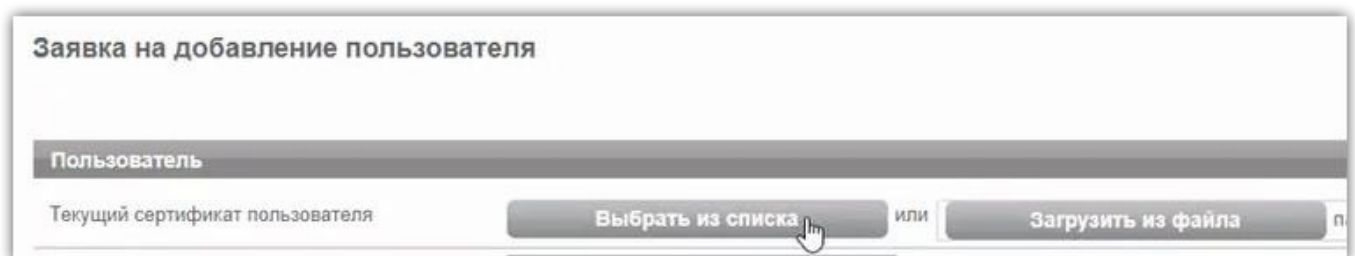 Заявка на добавление пользователя
Пользователь
Текущий сертификат пользователя Выбрать из списка или Загрузить из файла